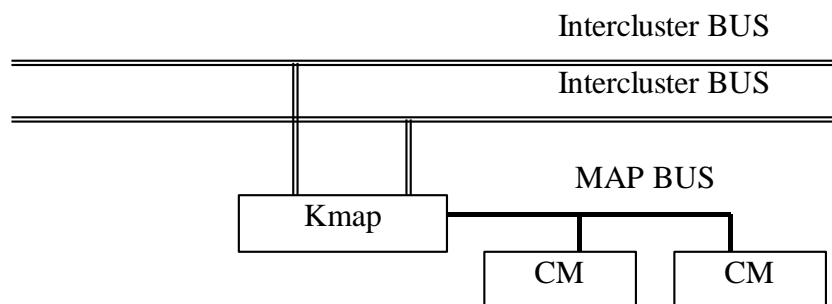 Intercluster BUS
Intercluster BUS
MAP BUS
Kmap
CM CM